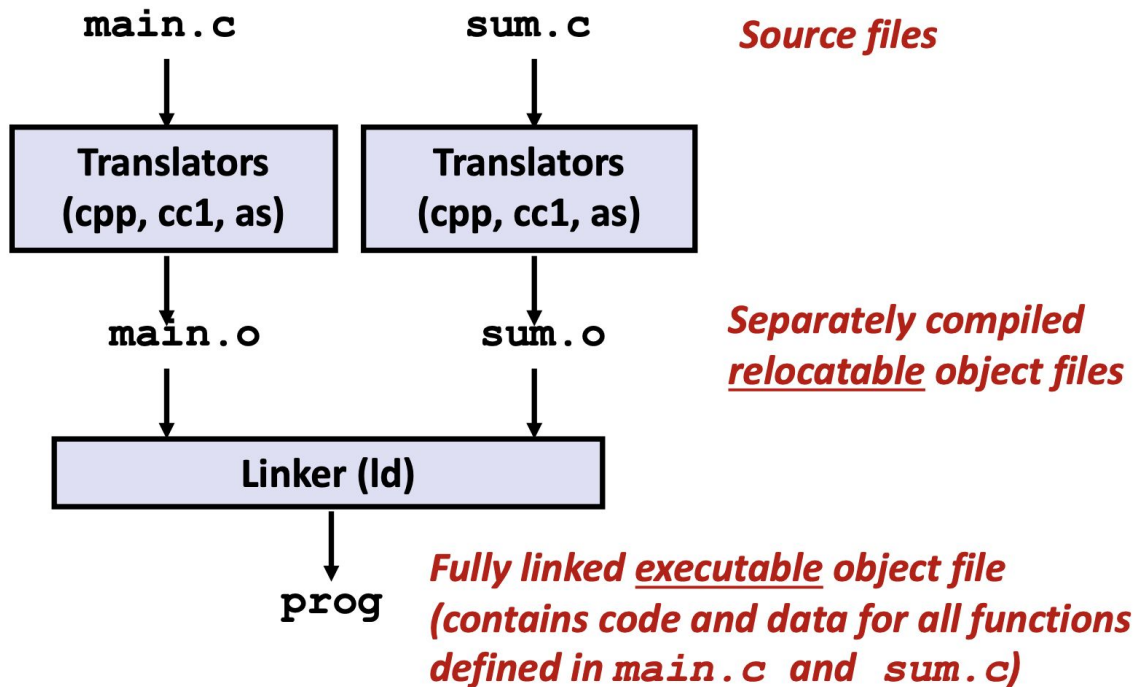 main.c
sum.c
Source files
Translators
(cpp, cc1, as)
Translators
(cpp, cc1, as)
main.o
sum.o
Separately compiled
relocatable object files
Linker (ld)
prog
Fully linked executable object file
(contains code and data for all functions
defined in main.c and sum.c)